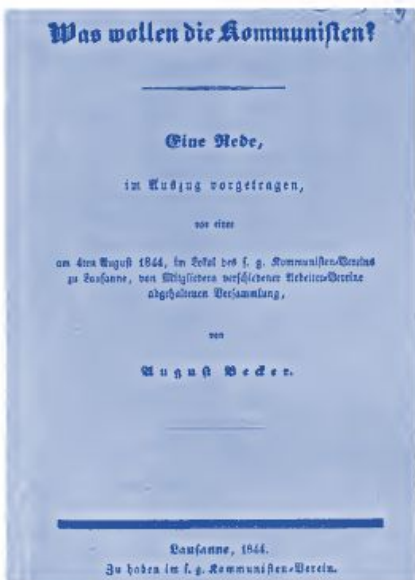 Was wollen die Kommunisten?
Eine Rede,
im Auszug vorgetragen,
vor einer
am 4ten August 1844, im Lokal des s. g. Kommunisten-Vereins
zu Lausanne, von Mitgliedern verschiedener Arbeiter-Vereine
abgehaltenen Versammlung,
von
August Becker.
Lausanne, 1844.
Zu haben im s. g. Kommunisten-Verein.